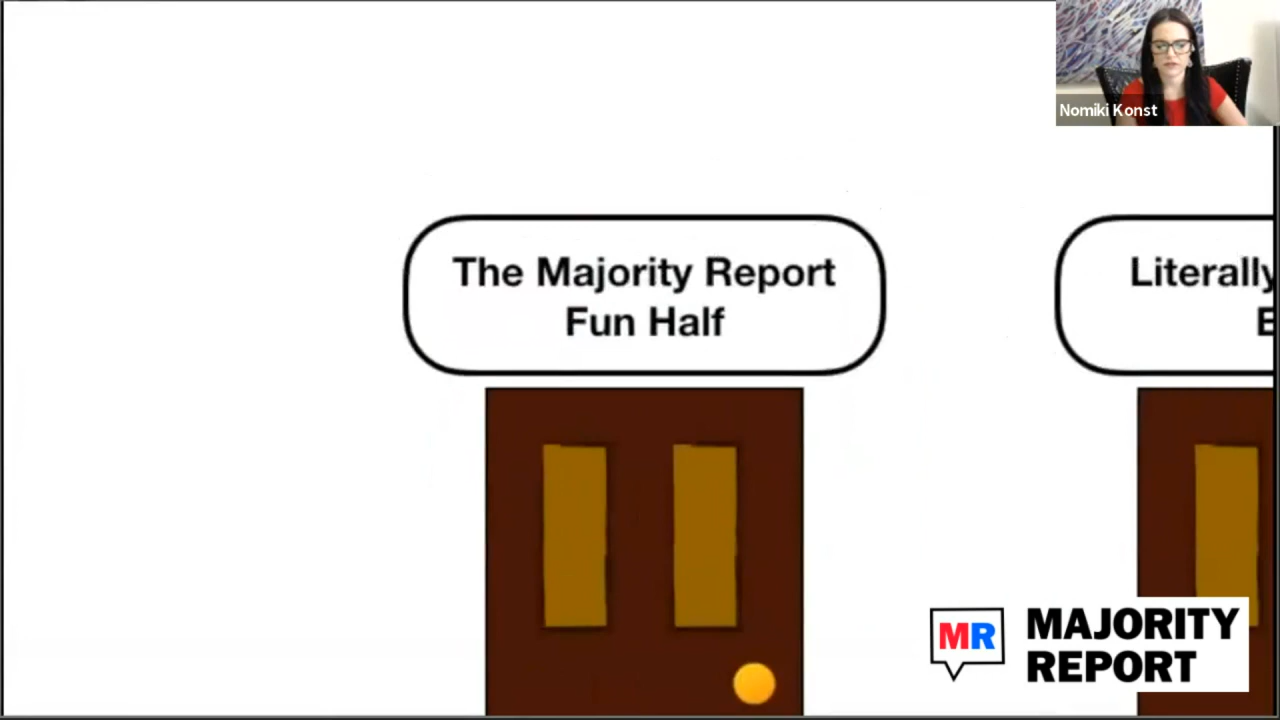 Nomiki Konst
The Majority Report
Fun Half
Literally
MR
MAJORITY
REPORT